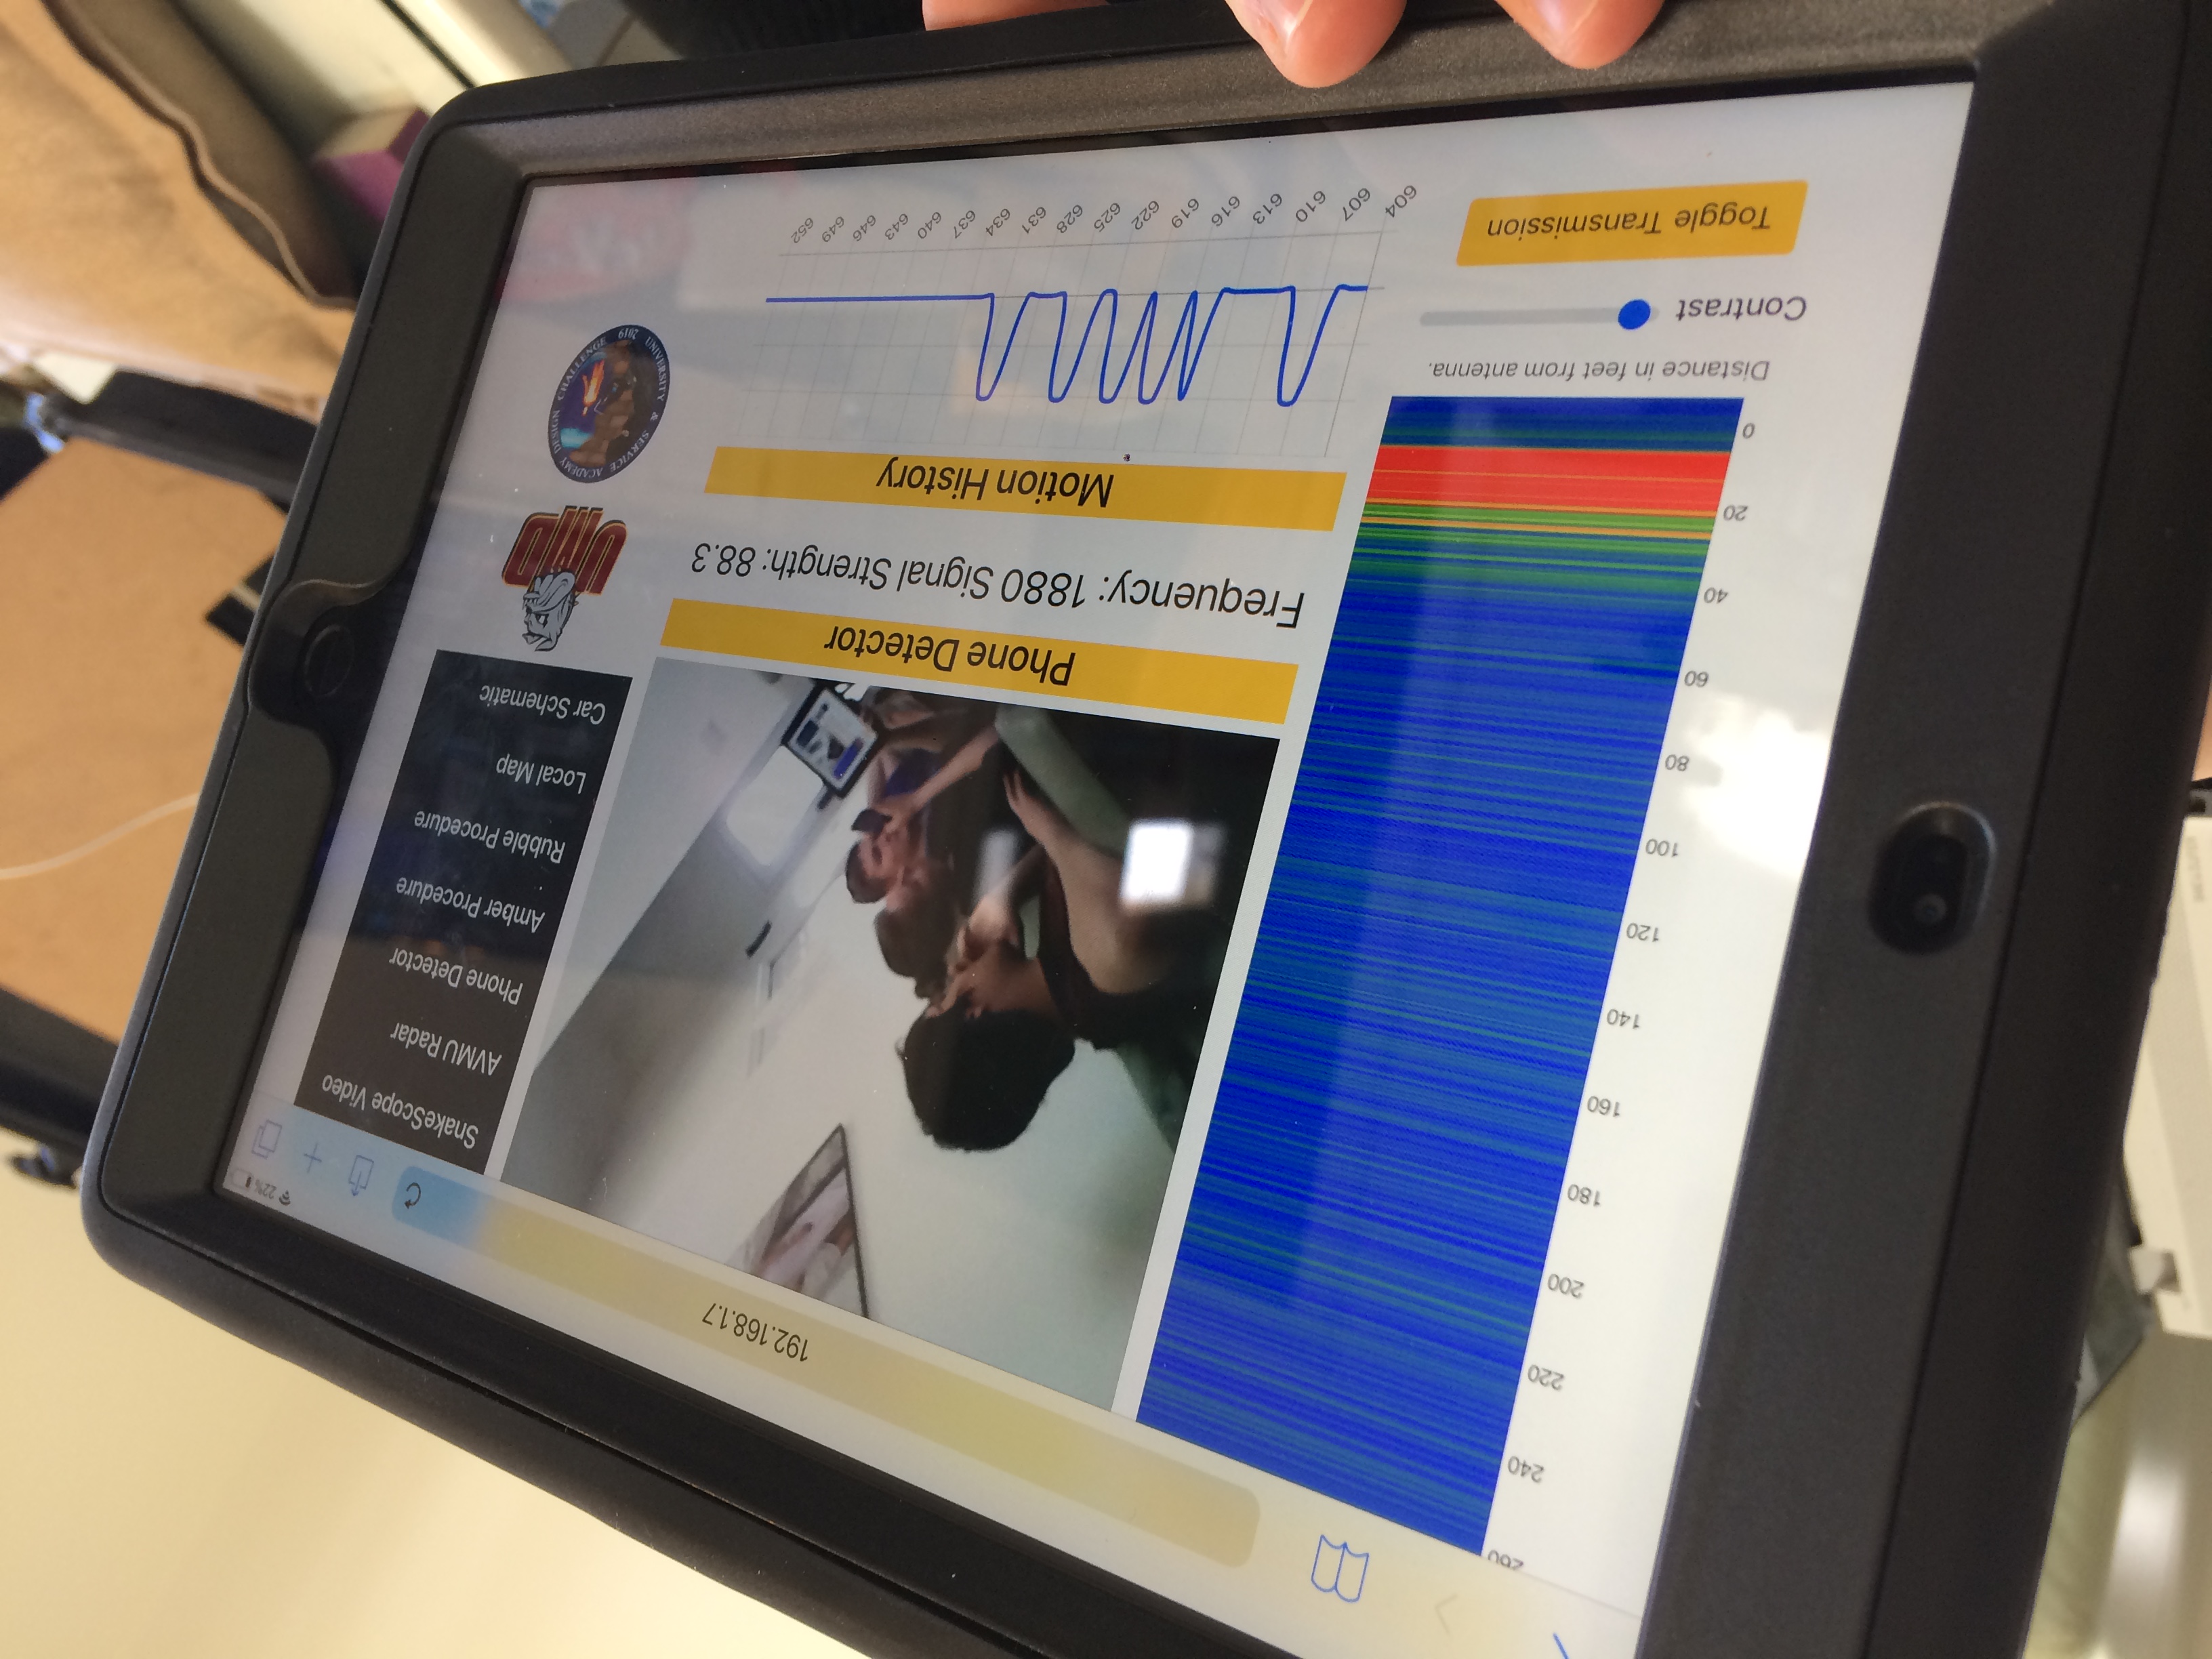 192.168.1.7
22%
260
240
220
200
180
160
140
120
100
80
60
40
20
0
Distance in feet from antenna.
Contrast
Toggle Transmission
Phone Detector
Frequency: 1880 Signal Strength: 88.3
Motion History
604 607 610 613 616 619 622 625 628 631 634 637 640 643 646 649 652
SnakeScope Video
AVMU Radar
Phone Detector
Amber Procedure
Rubble Procedure
Local Map
Car Schematic
UMD
UNIVERSITY & SERVICE ACADEMY DESIGN CHALLENGE 2019